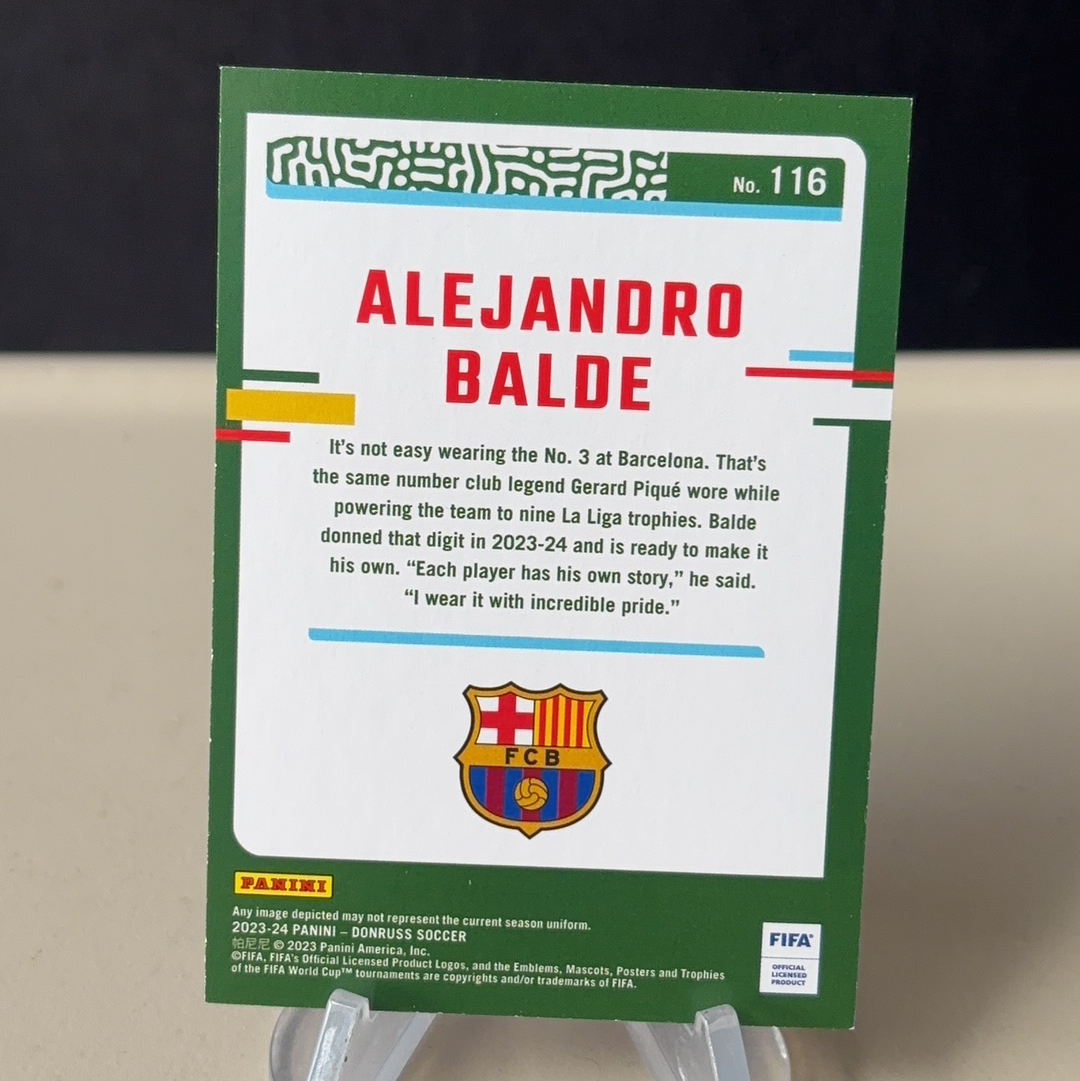 No. 116
ALEJANDRO
BALDE
It's not easy wearing the No. 3 at Barcelona. That's
the same number club legend Gerard Piqué wore while
powering the team to nine La Liga trophies. Balde
donned that digit in 2023-24 and is ready to make it
his own. “Each player has his own story,” he said.
“I wear it with incredible pride.”
FCB
PANINI
Any image depicted may not represent the current season uniform.
2023-24 PANINI – DONRUSS SOCCER
帕尼尼 © 2023 Panini America, Inc.
©FIFA, FIFA's Official Licensed Product Logos, and the Emblems, Mascots, Posters and Trophies
of the FIFA World Cup™ tournaments are copyrights and/or trademarks of FIFA.
FIFA®
OFFICIAL
LICENSED
PRODUCT